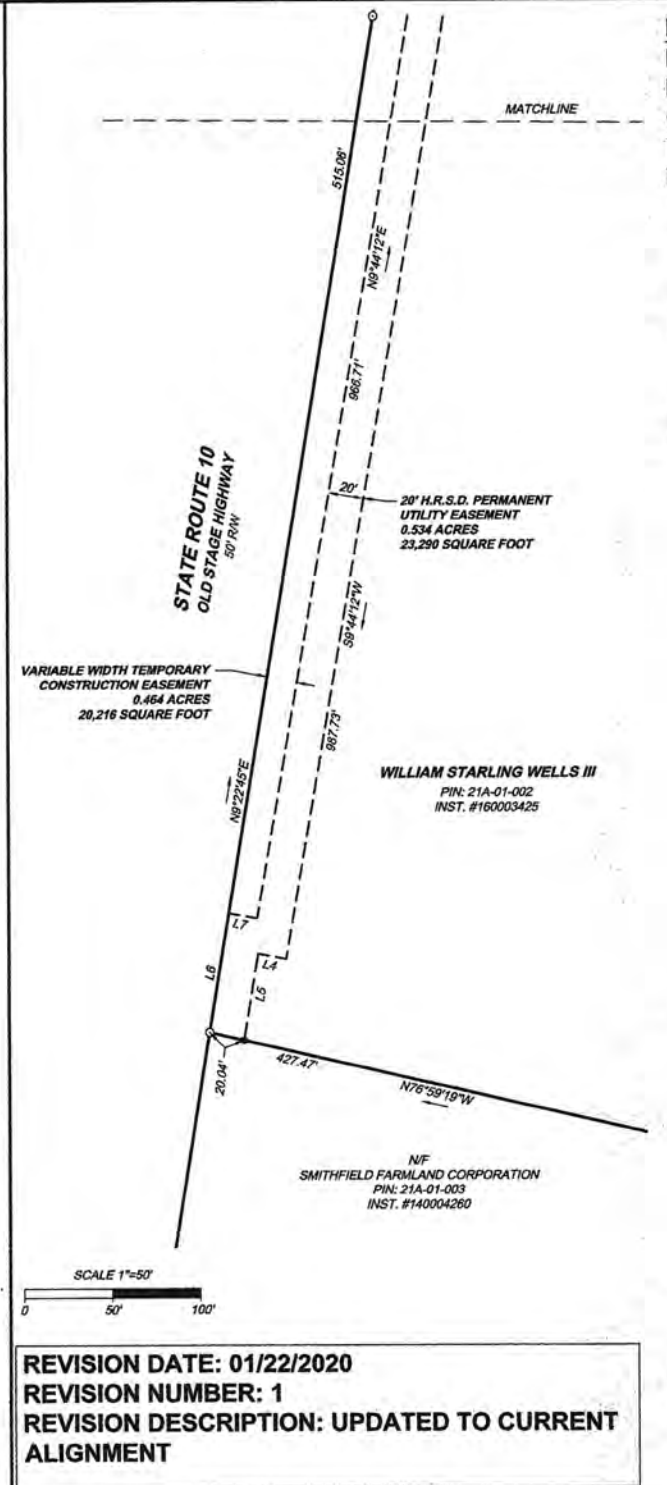 MATCHLINE
515.06'
N9°44'12"E
966.71'
STATE ROUTE 10
OLD STAGE HIGHWAY
50' R/W
20'
20' H.R.S.D. PERMANENT
UTILITY EASEMENT
0.534 ACRES
23,290 SQUARE FOOT
S9°44'12"W
987.73'
VARIABLE WIDTH TEMPORARY
CONSTRUCTION EASEMENT
0.464 ACRES
20,216 SQUARE FOOT
N9°22'45"E
WILLIAM STARLING WELLS III
PIN: 21A-01-002
INST. #160003425
L7
L4
L6
L5
20.04'
427.47'
N76°59'19"W
N/F
SMITHFIELD FARMLAND CORPORATION
PIN: 21A-01-003
INST. #140004260
SCALE 1"=50'
0 50' 100'
REVISION DATE: 01/22/2020
REVISION NUMBER: 1
REVISION DESCRIPTION: UPDATED TO CURRENT
ALIGNMENT